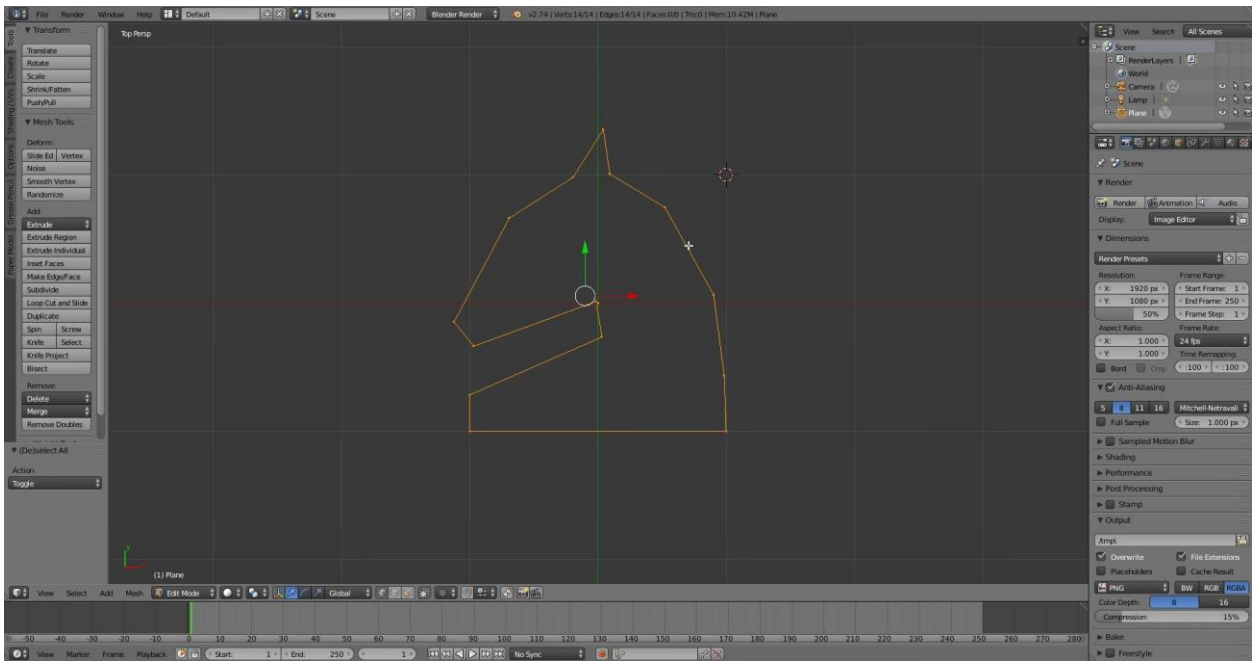 File Render Window Help Default Scene Blender Render v2.74 | Verts:14/14 | Edges:14/14 | Faces:0/0 | Tris:0 | Mem:10.42M | Plane
Tools
Create
Shading/UVs
Options
Grease Pencil
Paper Model
Transform
Translate
Rotate
Scale
Shrink/Fatten
Push/Pull
Mesh Tools
Deform:
Slide Ed Vertex
Noise
Smooth Vertex
Randomize
Add:
Extrude
Extrude Region
Extrude Individual
Inset Faces
Make Edge/Face
Subdivide
Loop Cut and Slide
Duplicate
Spin Screw
Knife Select
Knife Project
Bisect
Remove:
Delete
Merge
Remove Doubles
(De)select All
Action
Toggle
Top Persp
y
(1) Plane
View Select Add Mesh Edit Mode Global
-50 -40 -30 -20 -10 0 10 20 30 40 50 60 70 80 90 100 110 120 130 140 150 160 170 180 190 200 210 220 230 240 250 260 270 280
View Marker Frame Playback Start: 1 End: 250 1 No Sync
View Search All Scenes
Scene
RenderLayers |
World
Camera |
Lamp |
Plane |
Scene
Render
Render Animation Audio
Display: Image Editor
Dimensions
Render Presets
Resolution: Frame Range:
X: 1920 px Start Frame: 1
Y: 1080 px End Frame: 250
50% Frame Step: 1
Aspect Ratio: Frame Rate:
X: 1.000 24 fps
Y: 1.000 Time Remapping:
Bord Crop :100 :100
Anti-Aliasing
5 8 11 16 Mitchell-Netravali
Full Sample Size: 1.000 px
Sampled Motion Blur
Shading
Performance
Post Processing
Stamp
Output
/tmp\
Overwrite File Extensions
Placeholders Cache Result
PNG BW RGB RGBA
Color Depth: 8 16
Compression: 15%
Bake
Freestyle